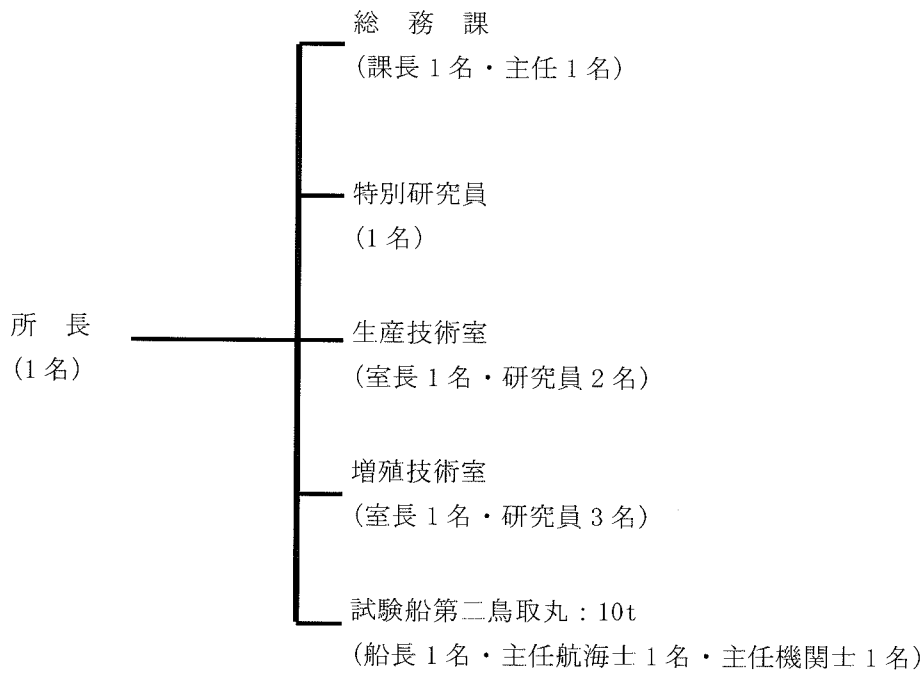 総　務　課
(課長1名・主任1名)
特別研究員
(1名)
所　長
(1名)
生産技術室
(室長1名・研究員2名)
増殖技術室
(室長1名・研究員3名)
試験船第二鳥取丸:10t
(船長1名・主任航海士1名・主任機関士1名)